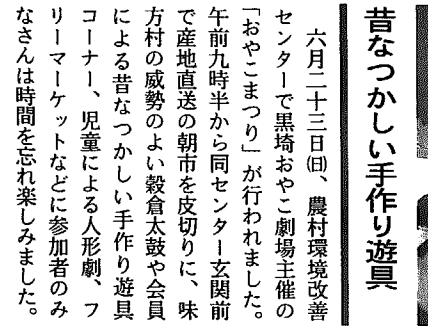 昔なつかしい手作り遊具
六月二十三日㈰、農村環境改善
センターで黒埼おやこ劇場主催の
「おやこまつり」が行われました。
午前九時半から同センター玄関前
で産地直送の朝市を皮切りに、味
方村の威勢のよい穀倉太鼓や会員
による昔なつかしい手作り遊具
コーナー、児童による人形劇、フ
リーマーケットなどに参加者のみ
なさんは時間を忘れ楽しみました。